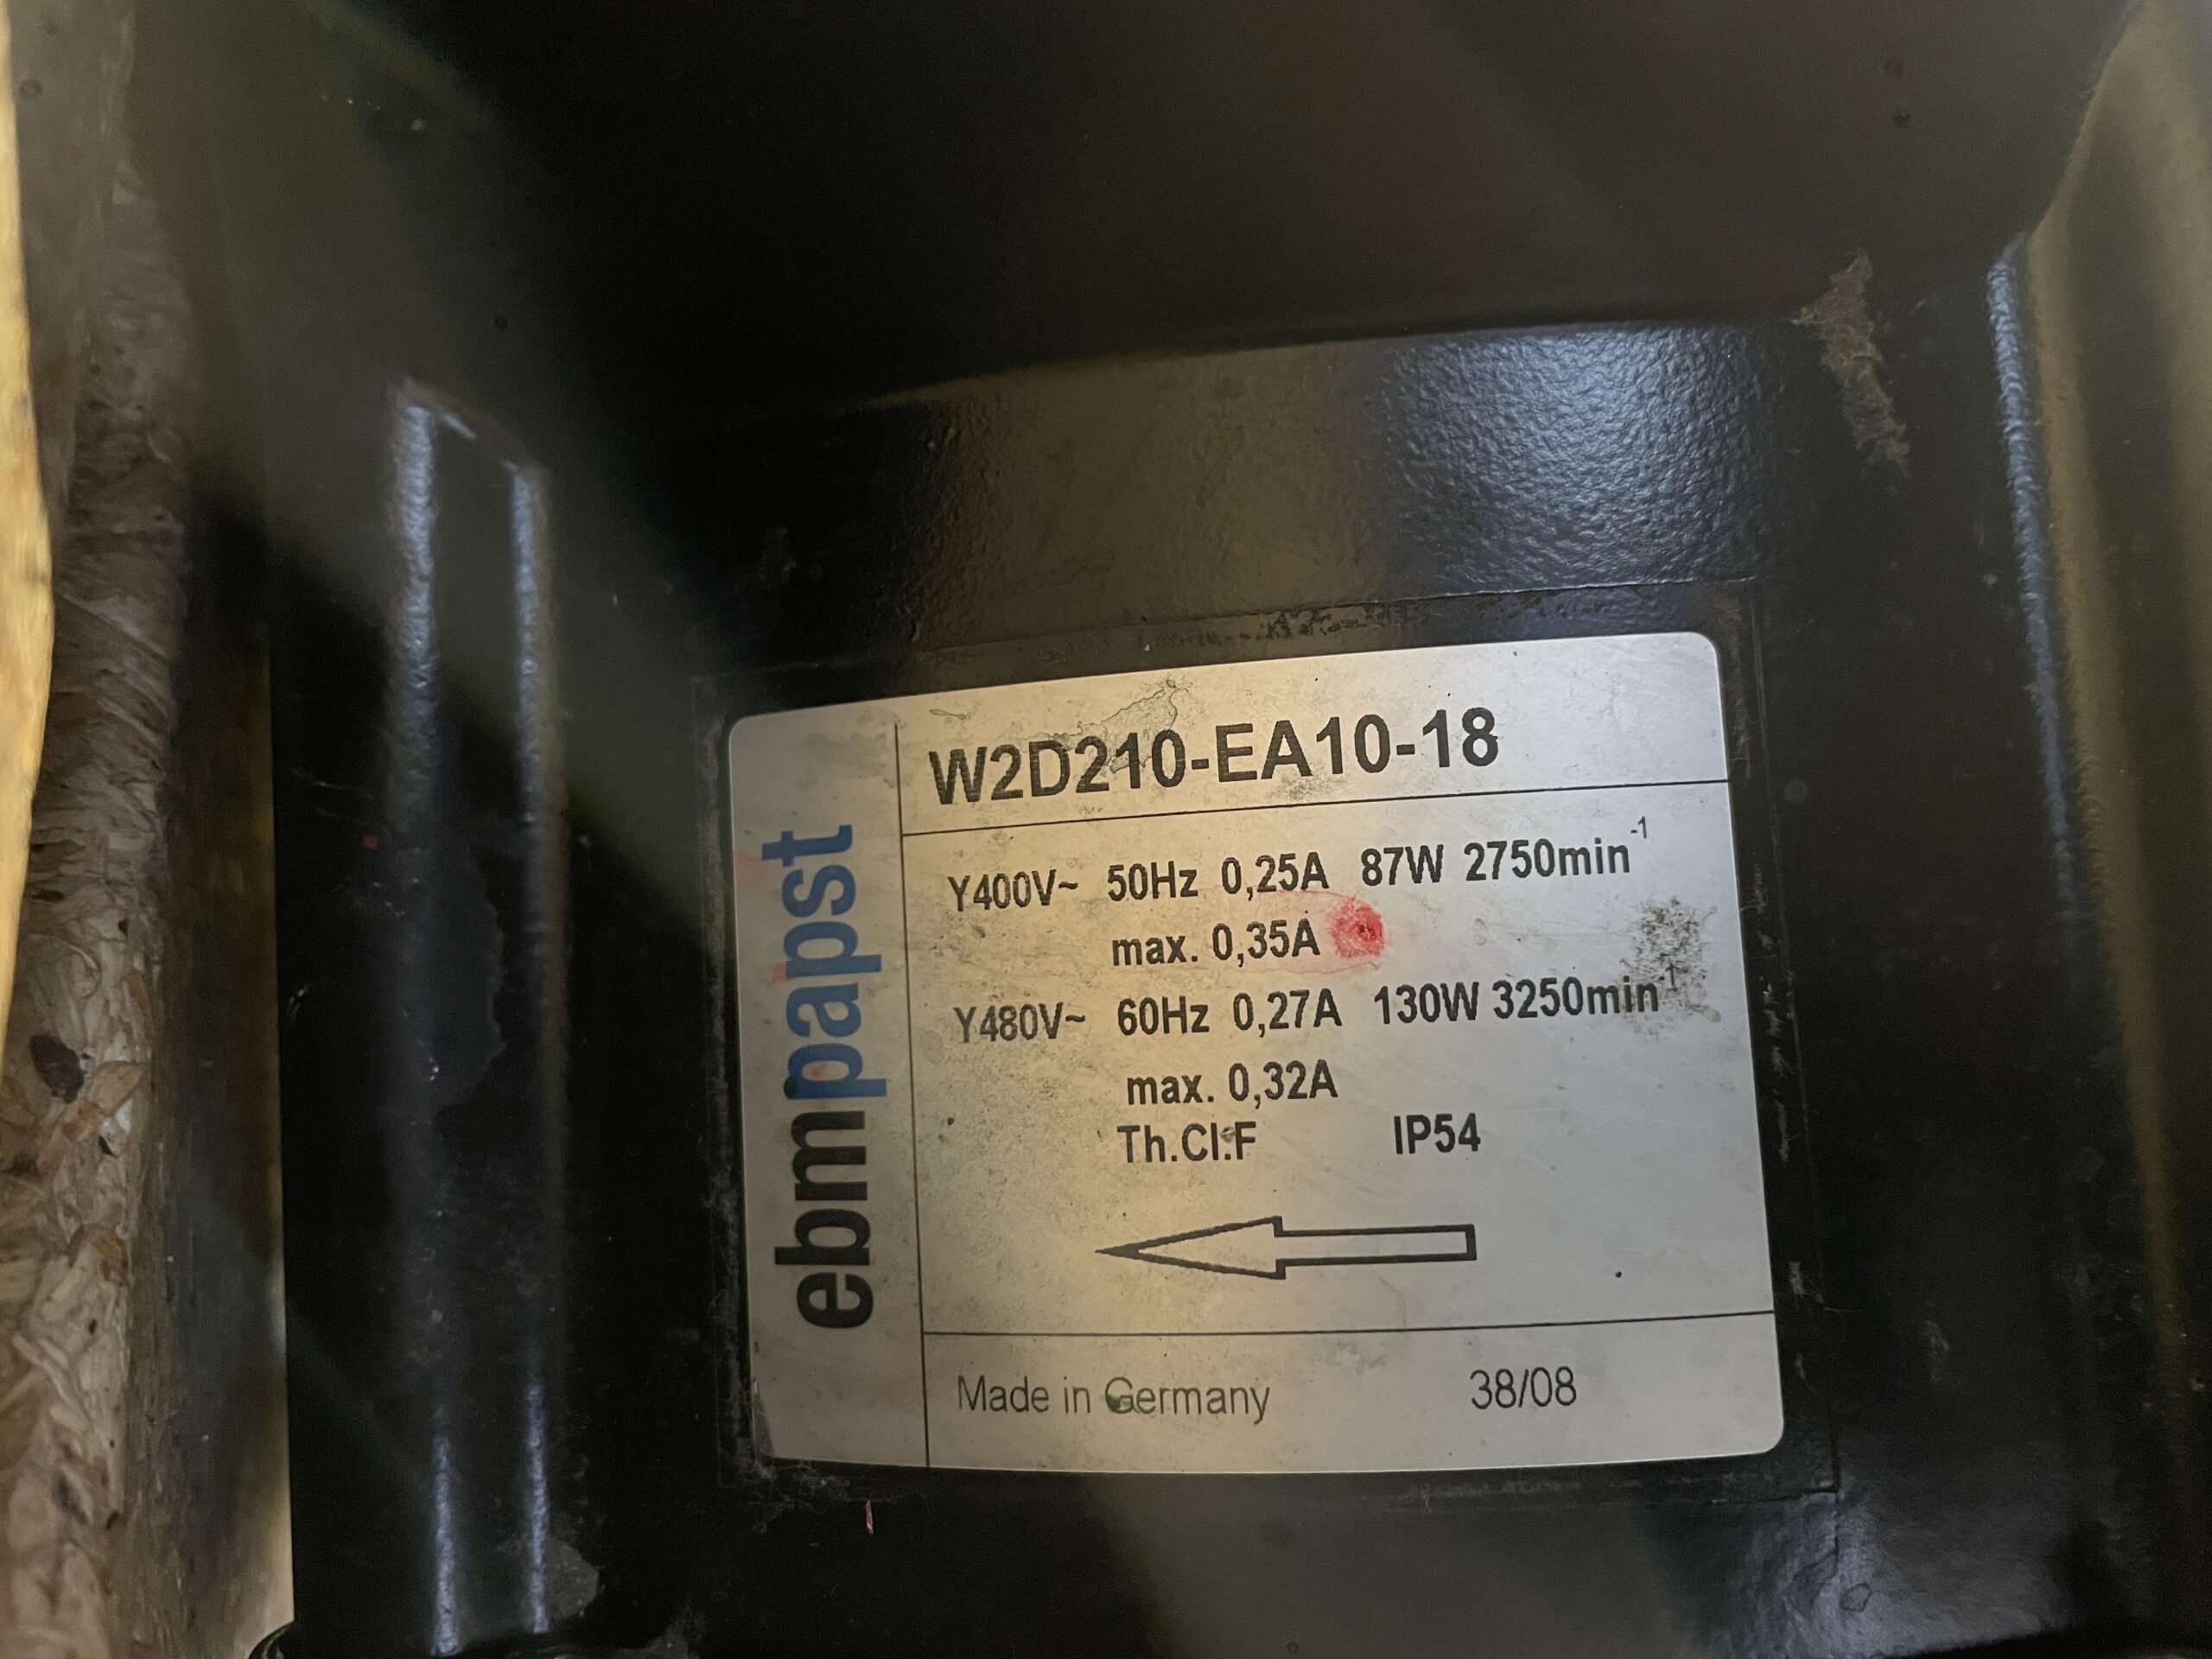 ebmpapst
W2D210-EA10-18
Y400V~ 50Hz 0,25A 87W 2750min-1
max. 0,35A
Y480V~ 60Hz 0,27A 130W 3250min-1
max. 0,32A
Th.Cl.F IP54
Made in Germany 38/08